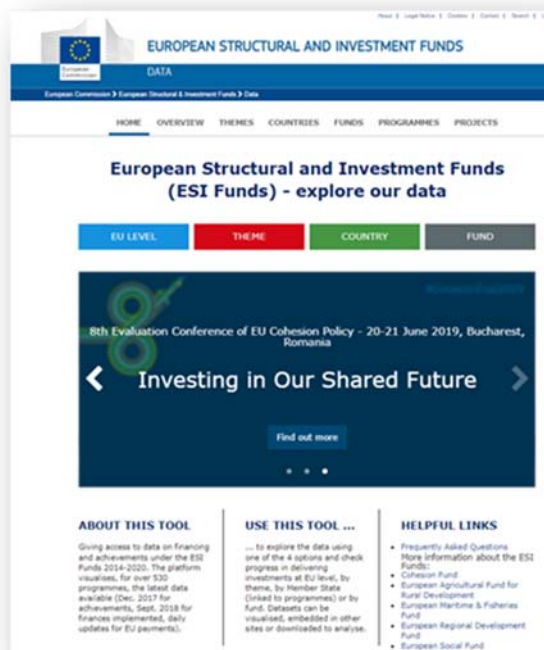 About | Legal Notice | Cookies | Contact | Search |
EUROPEAN STRUCTURAL AND INVESTMENT FUNDS
European
Commission
DATA
European Commission > European Structural & Investment Funds > Data
HOME OVERVIEW THEMES COUNTRIES FUNDS PROGRAMMES PROJECTS
European Structural and Investment Funds
(ESI Funds) - explore our data
EU LEVEL THEME COUNTRY FUND
8th Evaluation Conference of EU Cohesion Policy - 20-21 June 2019, Bucharest,
Romania
Investing in Our Shared Future
Find out more
ABOUT THIS TOOL
Giving access to data on financing
and achievements under the ESI
Funds 2014-2020. The platform
visualises, for over 530
programmes, the latest data
available (Dec. 2017 for
achievements, Sept. 2018 for
finances implemented, daily
updates for EU payments).
USE THIS TOOL ...
... to explore the data using
one of the 4 options and check
progress in delivering
investments at EU level, by
theme, by Member State
(linked to programmes) or by
fund. Datasets can be
visualised, embedded in other
sites or downloaded to analyse.
HELPFUL LINKS
Frequently Asked Questions
More information about the ESI
Funds:
Cohesion Fund
European Agricultural Fund for
Rural Development
European Maritime & Fisheries
Fund
European Regional Development
Fund
European Social Fund